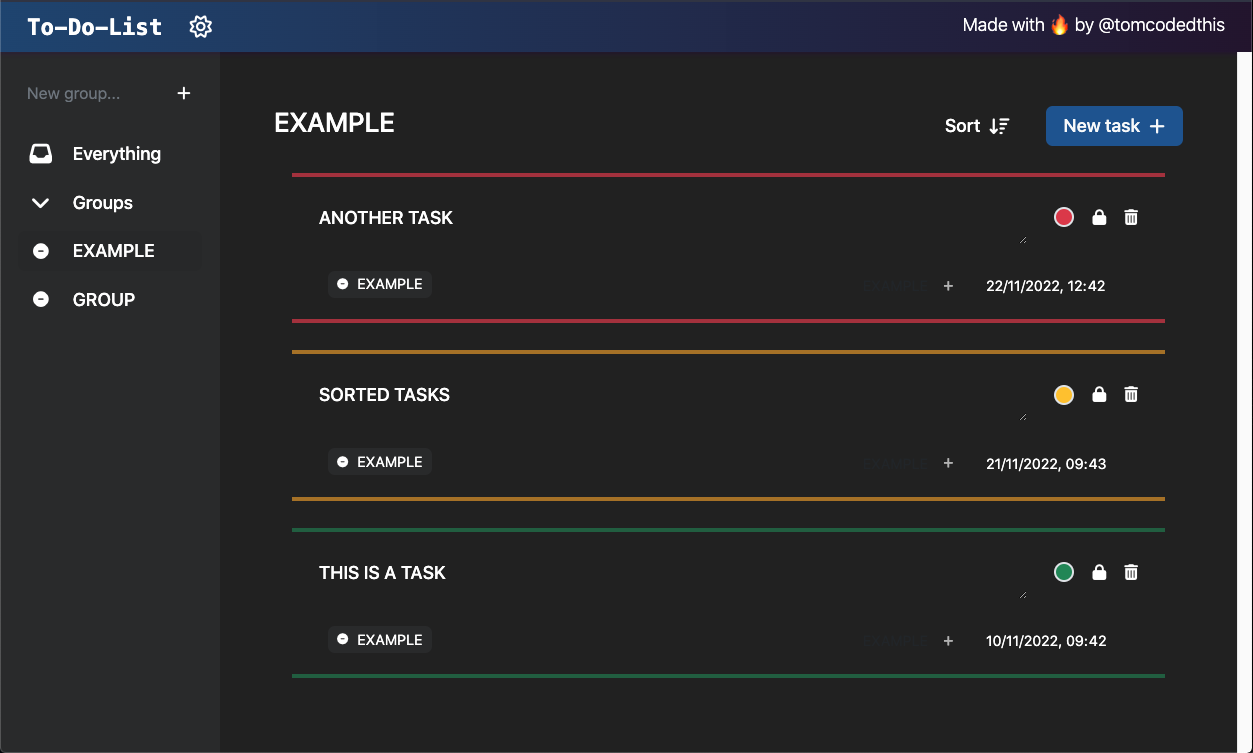 To-Do-List
Made with 🔥 by @tomcodedthis
New group...
Everything
Groups
EXAMPLE
GROUP
EXAMPLE
Sort
New task
ANOTHER TASK
EXAMPLE
EXAMPLE
22/11/2022, 12:42
SORTED TASKS
EXAMPLE
EXAMPLE
21/11/2022, 09:43
THIS IS A TASK
EXAMPLE
EXAMPLE
10/11/2022, 09:42